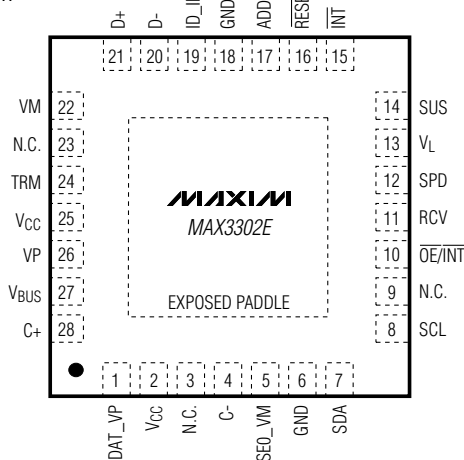 D+ D- GND ADD RESE INT
21 20 19 18 17 16 15
VM 22 14 SUS
N.C. 23 13 VL
TRM 24 12 SPD
VCC 25 11 RCV
VP 26 10 OE/INT
VBUS 27 9 N.C.
C+ 28 8 SCL
MAXIM
MAX3302E
EXPOSED PADDLE
1 2 3 4 5 6 7
DAT_VP VCC N.C. C- SE0_VM GND SDA